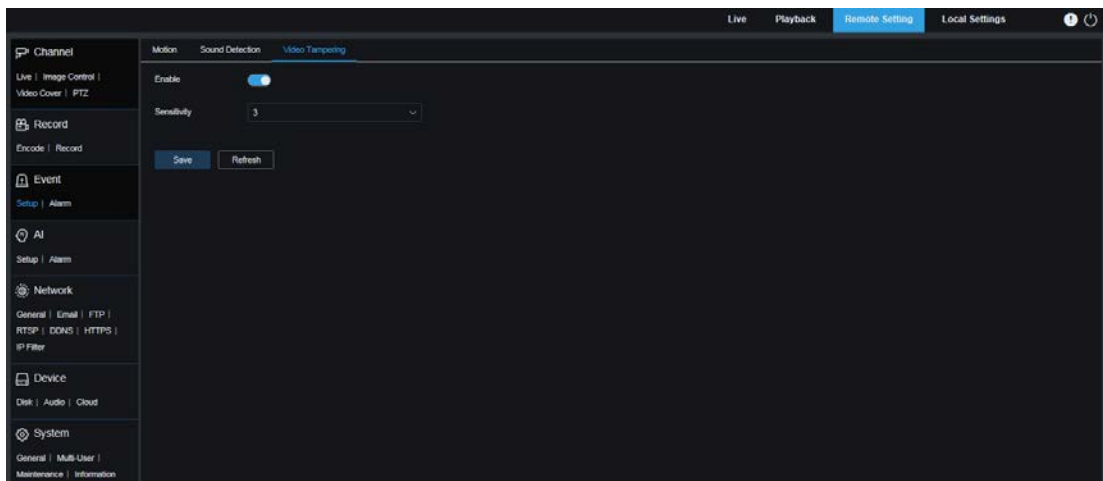 Live Playback Remote Setting Local Settings
Channel
Live | Image Control |
Video Cover | PTZ
Record
Encode | Record
Event
Setup | Alarm
AI
Setup | Alarm
Network
General | Email | FTP |
RTSP | DDNS | HTTPS |
IP Filter
Device
Disk | Audio | Cloud
System
General | Multi-User |
Maintenance | Information
Motion Sound Detection Video Tampering
Enable
Sensitivity 3
Save Refresh